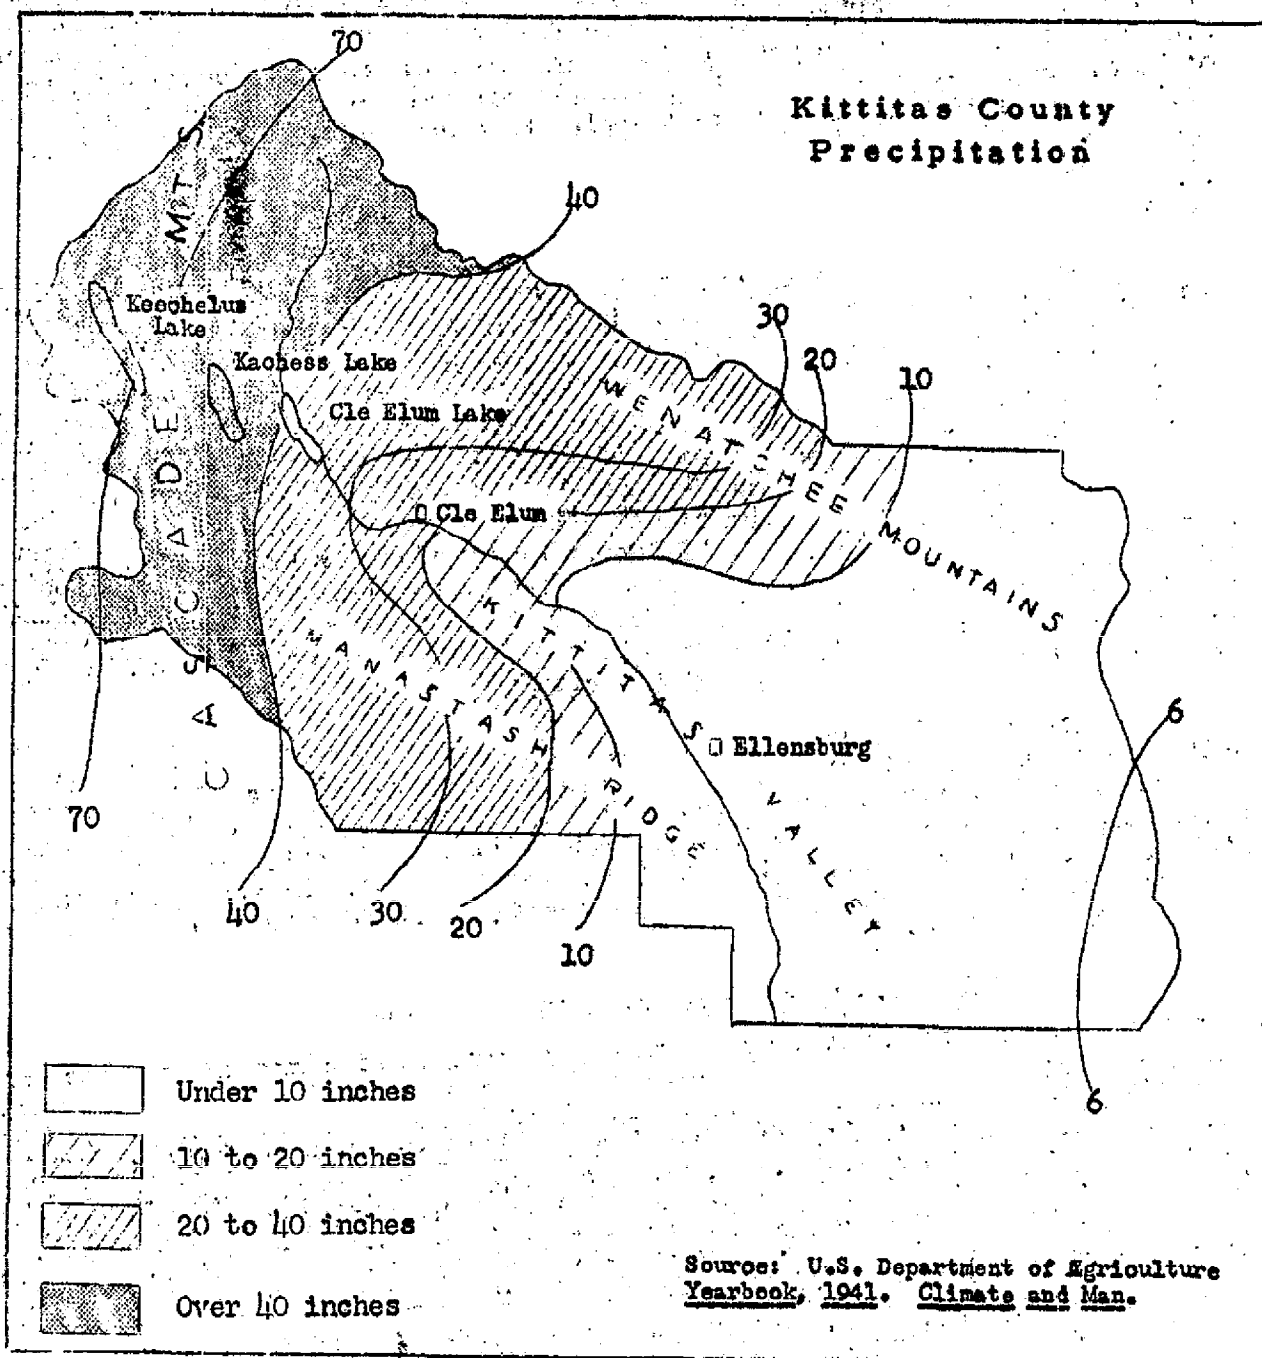 Kittitas County
Precipitation
70
40
30
20
10
CASCADE MTS
Keechelus
Lake
Kachess Lake
Cle Elum Lake
WENATCHEE MOUNTAINS
Cle Elum
KITTITAS VALLEY
MANASTASH RIDGE
Ellensburg
6
70
40
30
20
10
6
Under 10 inches
10 to 20 inches
20 to 40 inches
Over 40 inches
Source: U.S. Department of Agriculture
Yearbook, 1941. Climate and Man.